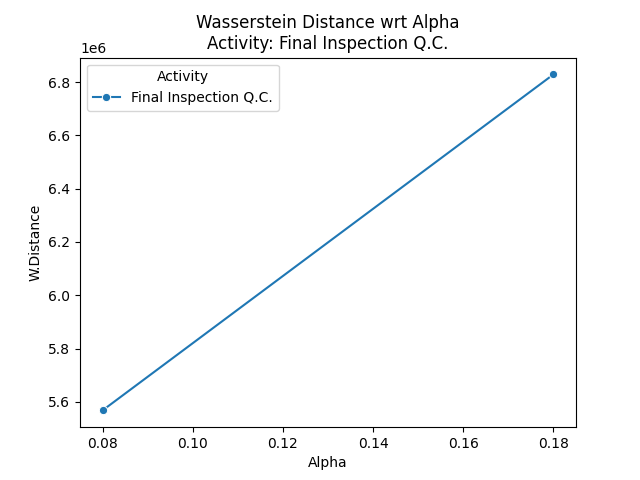 Wasserstein Distance wrt Alpha
Activity: Final Inspection Q.C.
1e6
Activity
Final Inspection Q.C.
6.8
6.6
6.4
6.2
6.0
5.8
5.6
W.Distance
0.08 0.10 0.12 0.14 0.16 0.18
Alpha